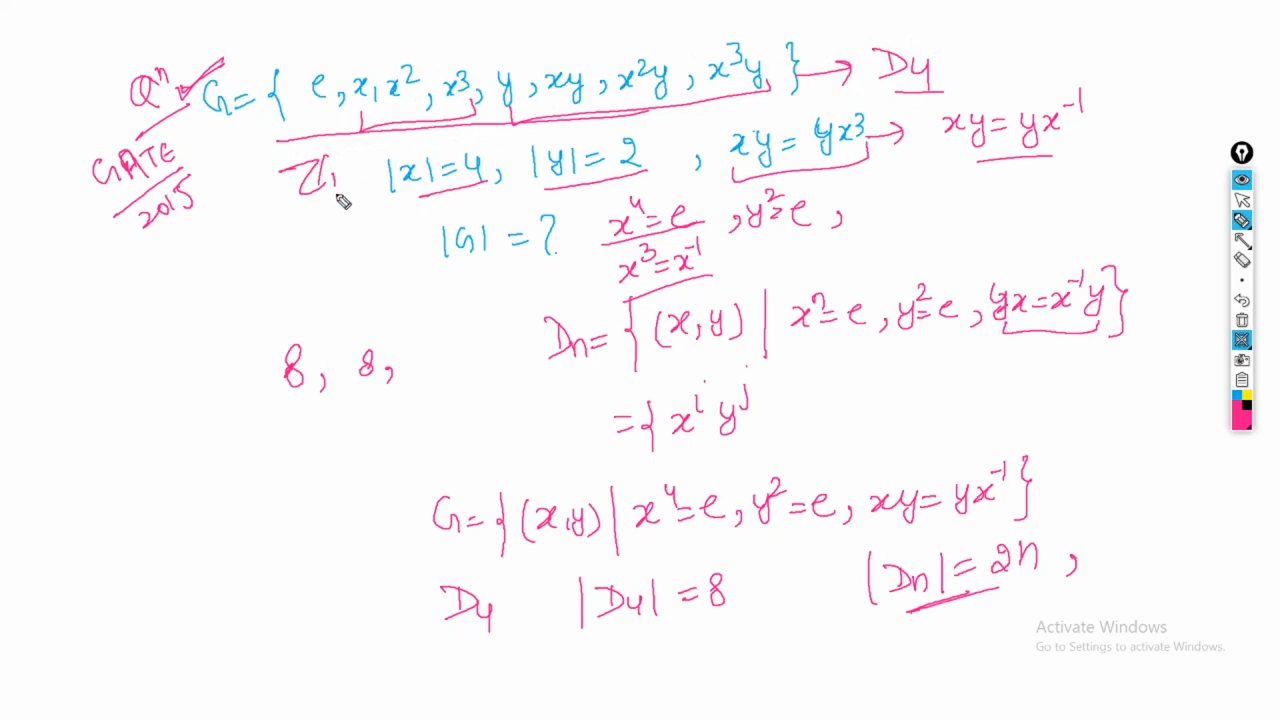 Qⁿ G = { e, x, x², x³, y, xy, x²y, x³y } → D4
GATE 2015
|x| = 4, |y| = 2, xy = yx³ → xy = yx⁻¹
|G| = ? x⁴ = e, y² = e,
x³ = x⁻¹
Dn = { (x, y) | xⁿ = e, y² = e, yx = x⁻¹y }
8, 8,
= { xⁱ yʲ
G = { (x, y) | x⁴ = e, y² = e, xy = yx⁻¹ }
D4 |D4| = 8 |Dn| = 2n,
Activate Windows
Go to Settings to activate Windows.